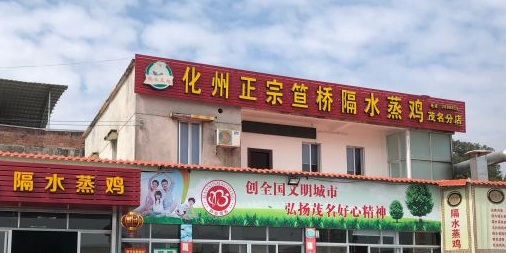 化州正宗笪桥隔水蒸鸡
茂名分店
隔水蒸鸡
创全国文明城市
弘扬茂名好心精神
隔水蒸鸡